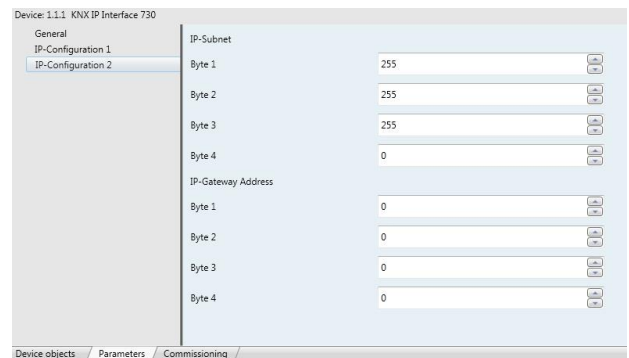 Device: 1.1.1 KNX IP Interface 730
General
IP-Configuration 1
IP-Configuration 2
IP-Subnet
Byte 1 255
Byte 2 255
Byte 3 255
Byte 4 0
IP-Gateway Address
Byte 1 0
Byte 2 0
Byte 3 0
Byte 4 0
Device objects Parameters Commissioning